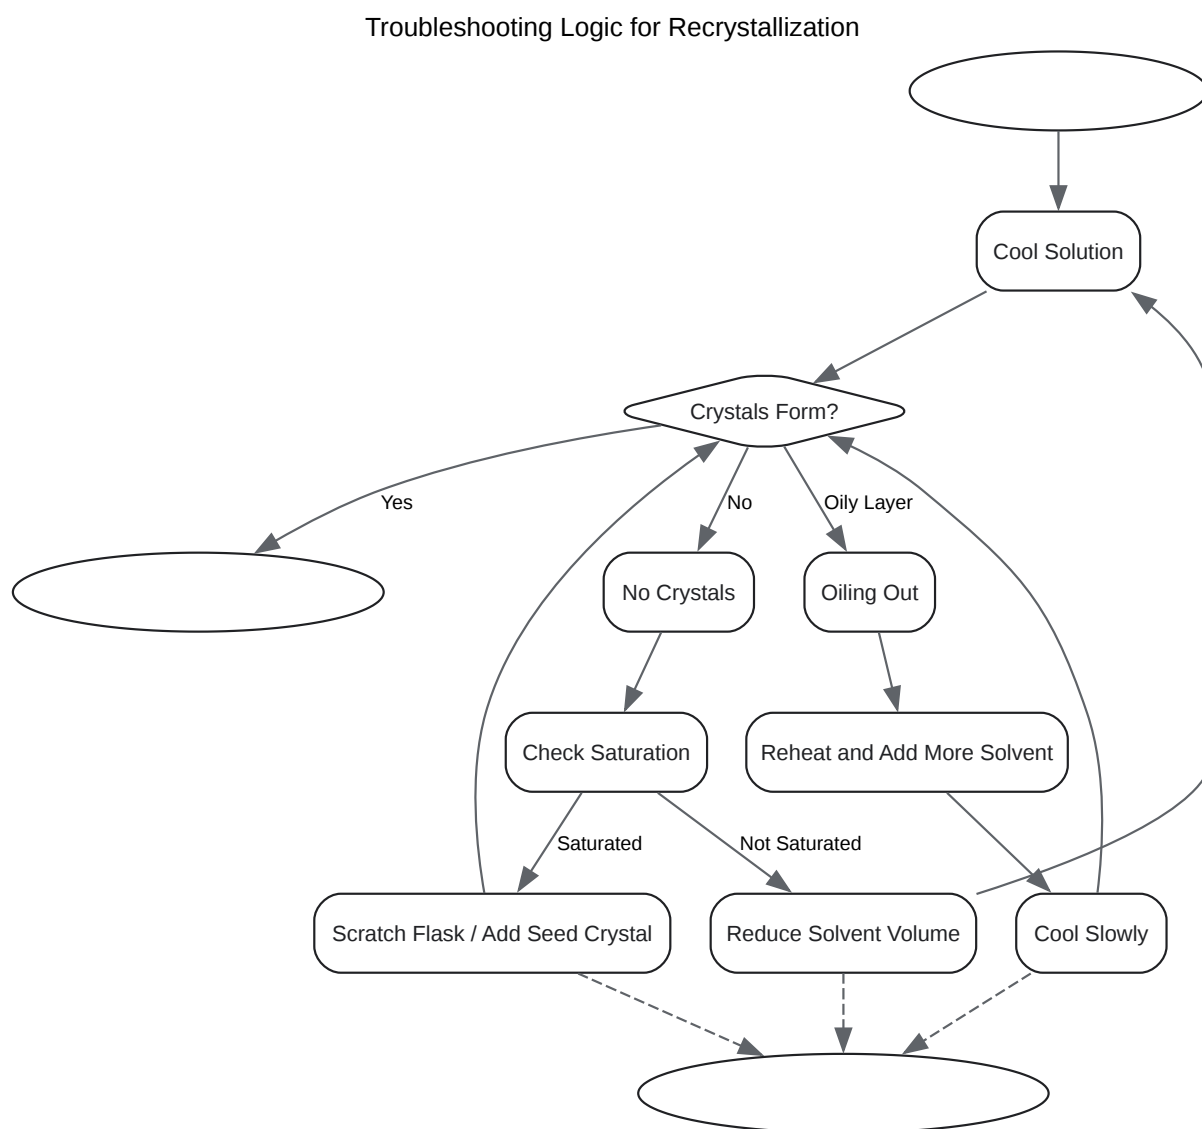 Troubleshooting Logic for Recrystallization
Cool Solution
Crystals Form?
Yes
No
Oily Layer
No Crystals
Oiling Out
Check Saturation
Reheat and Add More Solvent
Saturated
Not Saturated
Scratch Flask / Add Seed Crystal
Reduce Solvent Volume
Cool Slowly